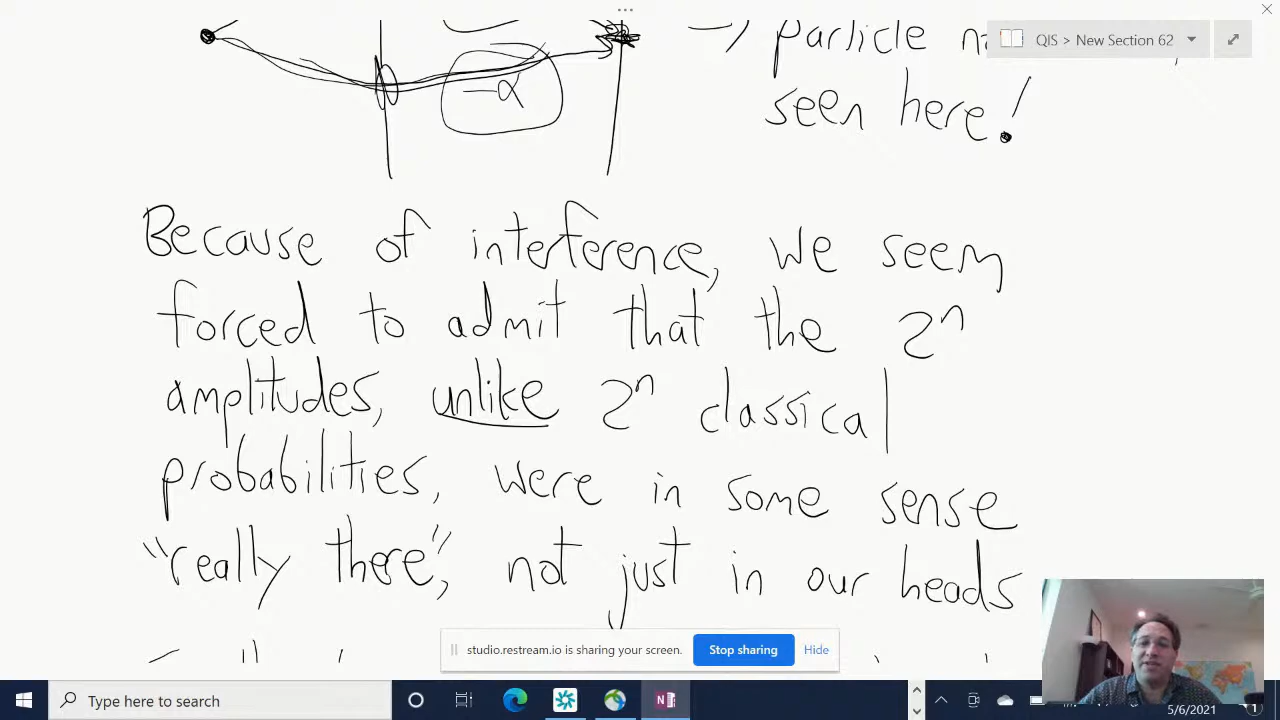 → particle
QIS > New Section 62
-α
seen here!
Because of interference, we seem
forced to admit that the 2ⁿ
amplitudes, unlike 2ⁿ classical
probabilities, were in some sense
"really there", not just in our heads
studio.restream.io is sharing your screen.
Stop sharing
Hide
Type here to search
5/6/2021
1